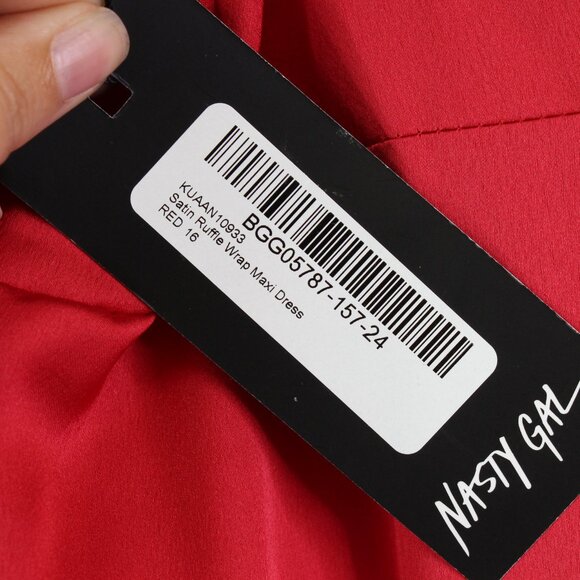 BGG05787-157-24
KUAAN10933
Satin Ruffle Wrap Maxi Dress
RED 16
NASTY GAL